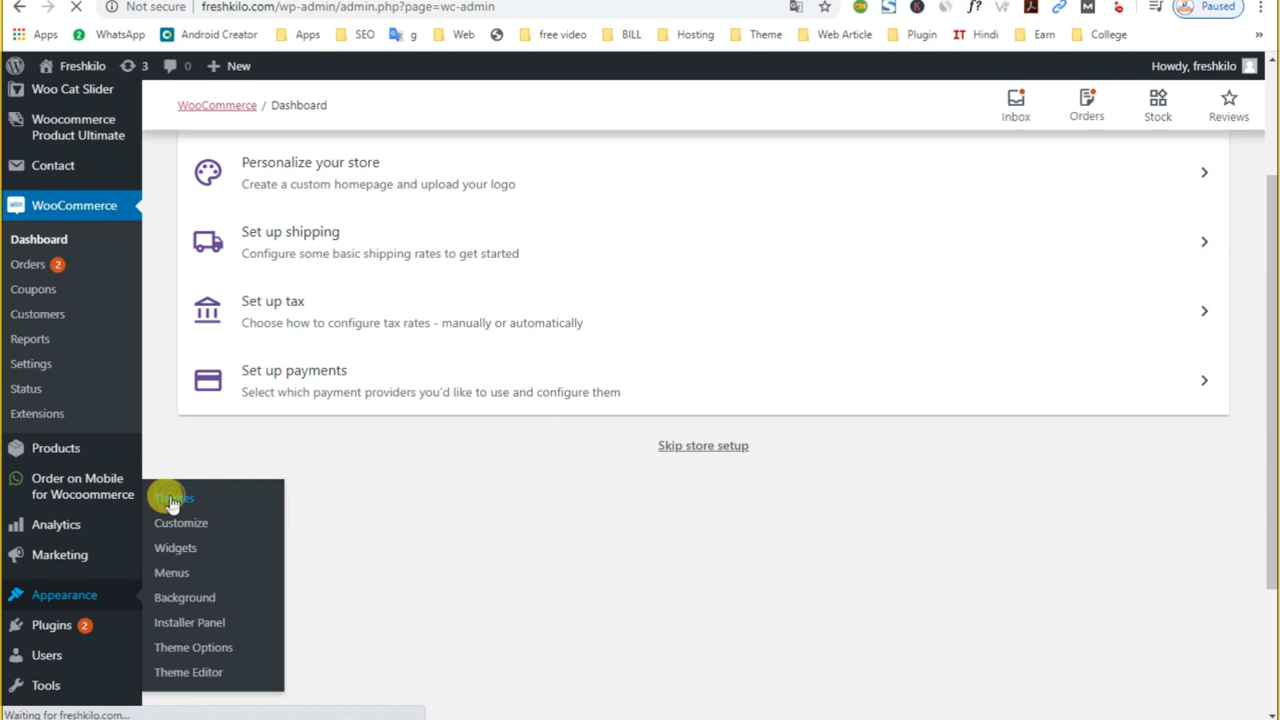 Not secure freshkilo.com/wp-admin/admin.php?page=wc-admin
Paused
Apps WhatsApp Android Creator Apps SEO g Web free video BILL Hosting Theme Web Article Plugin IT Hindi Earn College »
Freshkilo 3 0 + New Howdy, freshkilo
Woo Cat Slider
Woocommerce
Product Ultimate
Contact
WooCommerce
Dashboard
Orders 2
Coupons
Customers
Reports
Settings
Status
Extensions
Products
Order on Mobile
for Wocoommerce
Analytics
Marketing
Appearance
Plugins 2
Users
Tools
WooCommerce / Dashboard
Inbox Orders Stock Reviews
Personalize your store
Create a custom homepage and upload your logo
Set up shipping
Configure some basic shipping rates to get started
Set up tax
Choose how to configure tax rates - manually or automatically
Set up payments
Select which payment providers you'd like to use and configure them
Skip store setup
Themes
Customize
Widgets
Menus
Background
Installer Panel
Theme Options
Theme Editor
Waiting for freshkilo.com...